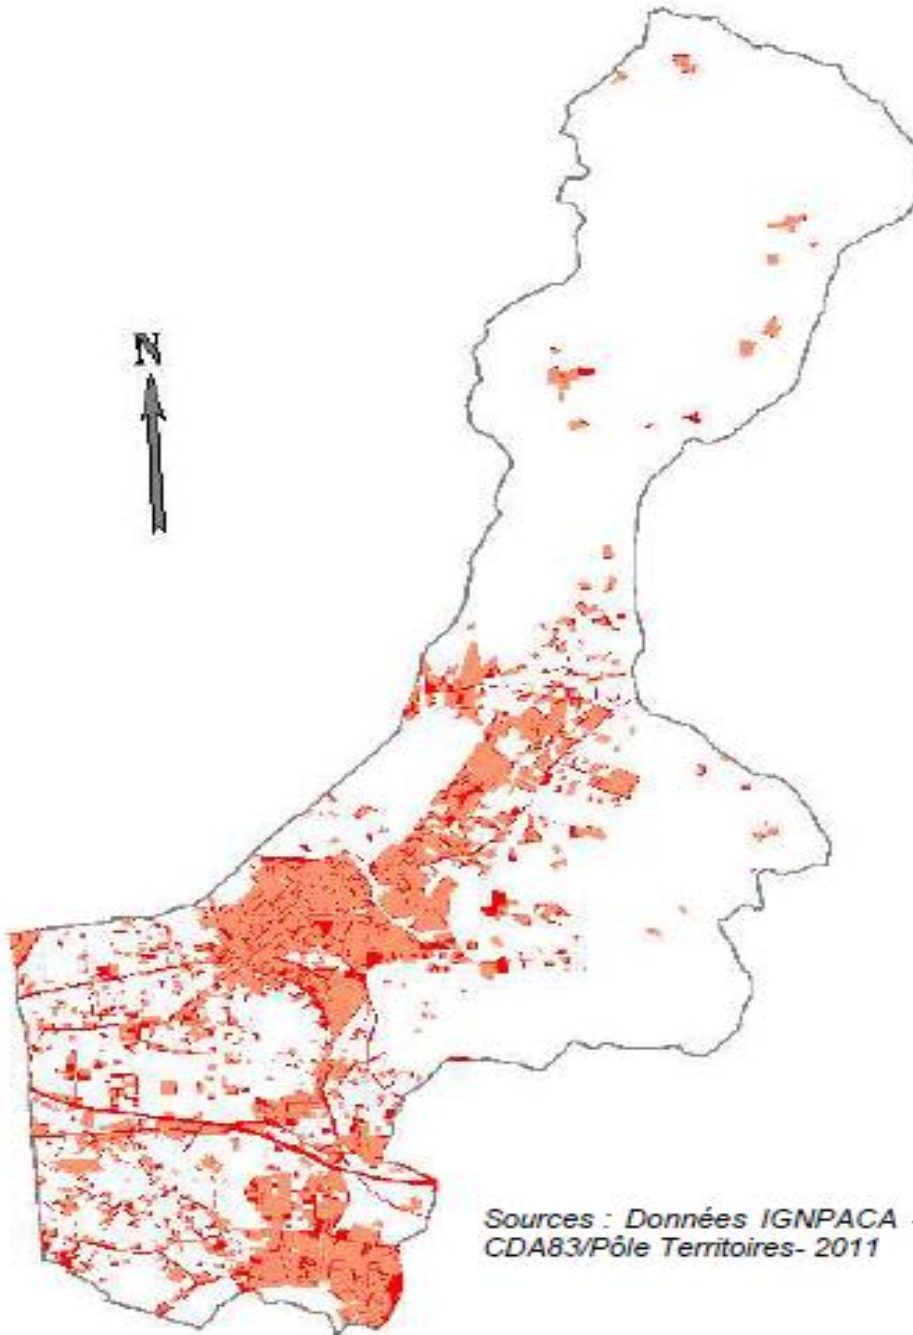 N
Sources : Données IGNPACA -
CDA83/Pôle Territoires- 2011